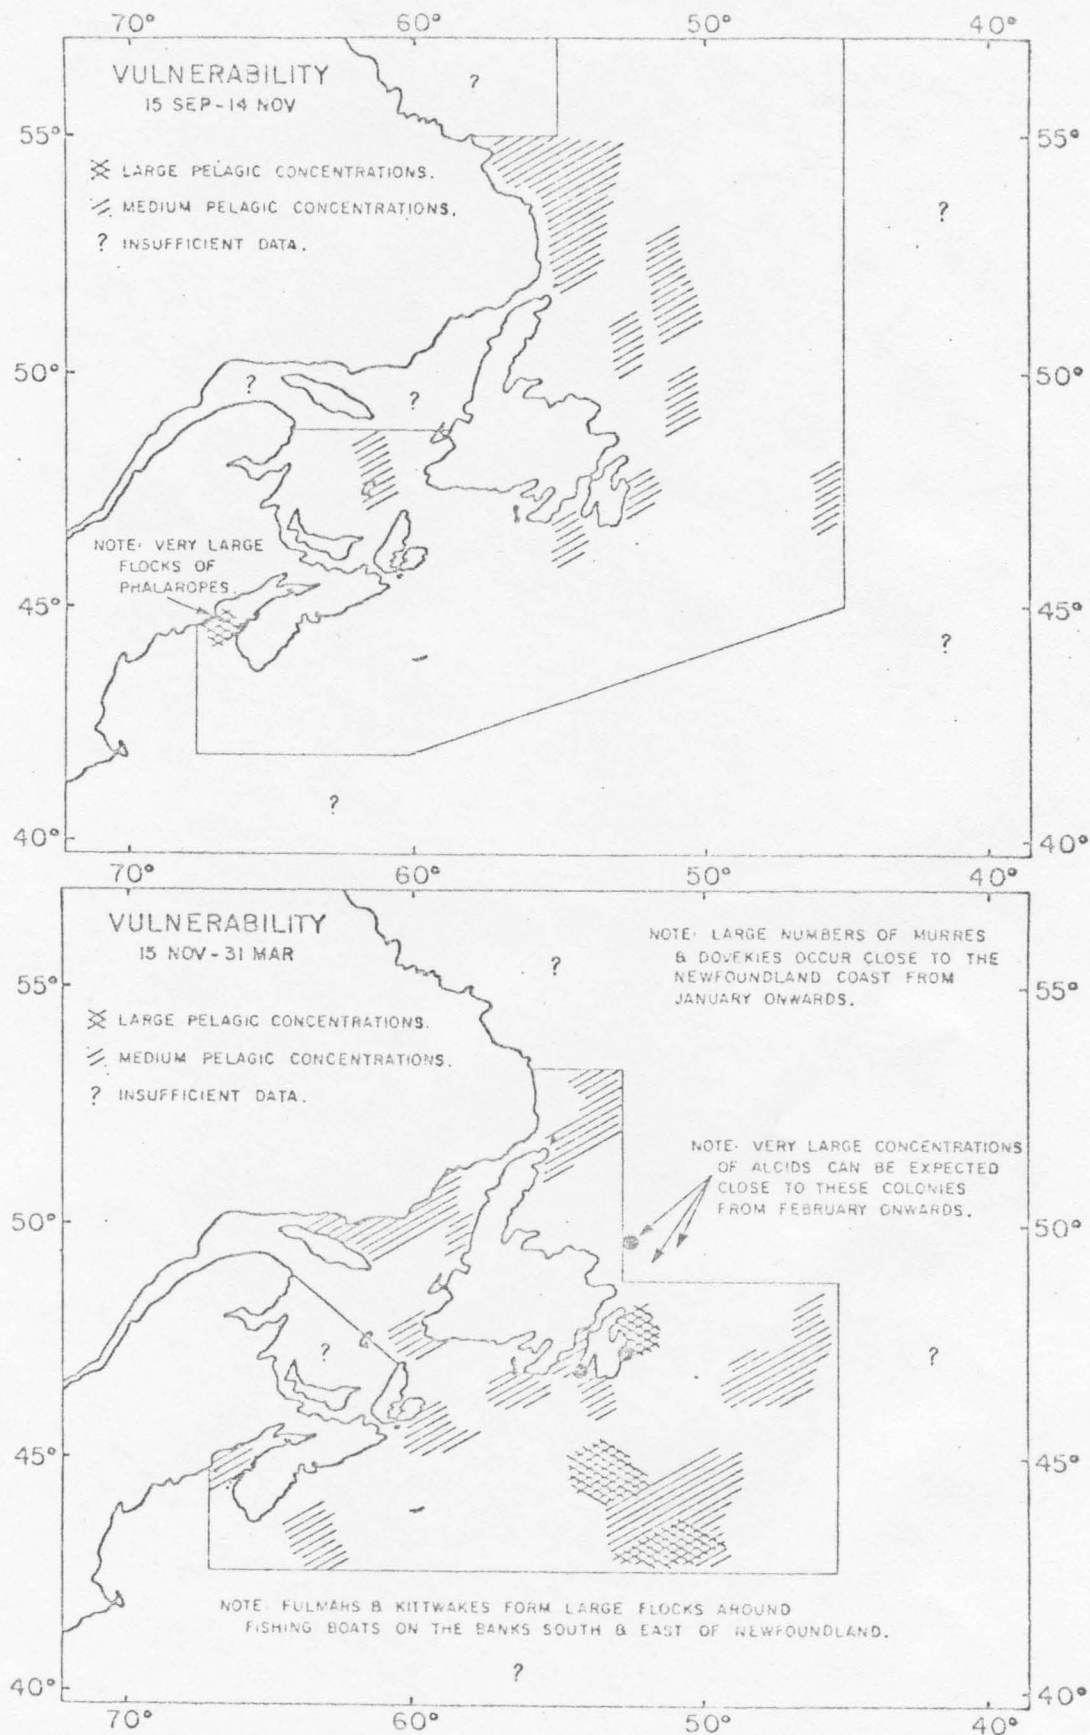 70° 60° 50° 40°
VULNERABILITY
15 SEP-14 NOV
?
55° 55°
LARGE PELAGIC CONCENTRATIONS.
MEDIUM PELAGIC CONCENTRATIONS.
?
? INSUFFICIENT DATA.
50° 50°
?
?
NOTE: VERY LARGE
FLOCKS OF
PHALAROPES.
45° 45°
?
?
40° 40°
70° 60° 50° 40°
VULNERABILITY
15 NOV-31 MAR
NOTE: LARGE NUMBERS OF MURRES
& DOVEKIES OCCUR CLOSE TO THE
NEWFOUNDLAND COAST FROM
JANUARY ONWARDS.
?
55° 55°
LARGE PELAGIC CONCENTRATIONS.
MEDIUM PELAGIC CONCENTRATIONS.
? INSUFFICIENT DATA.
NOTE: VERY LARGE CONCENTRATIONS
OF ALCIDS CAN BE EXPECTED
CLOSE TO THESE COLONIES
FROM FEBRUARY ONWARDS.
50° 50°
?
?
45° 45°
NOTE: FULMARS & KITTWAKES FORM LARGE FLOCKS AROUND
FISHING BOATS ON THE BANKS SOUTH & EAST OF NEWFOUNDLAND.
?
40° 40°
70° 60° 50° 40°